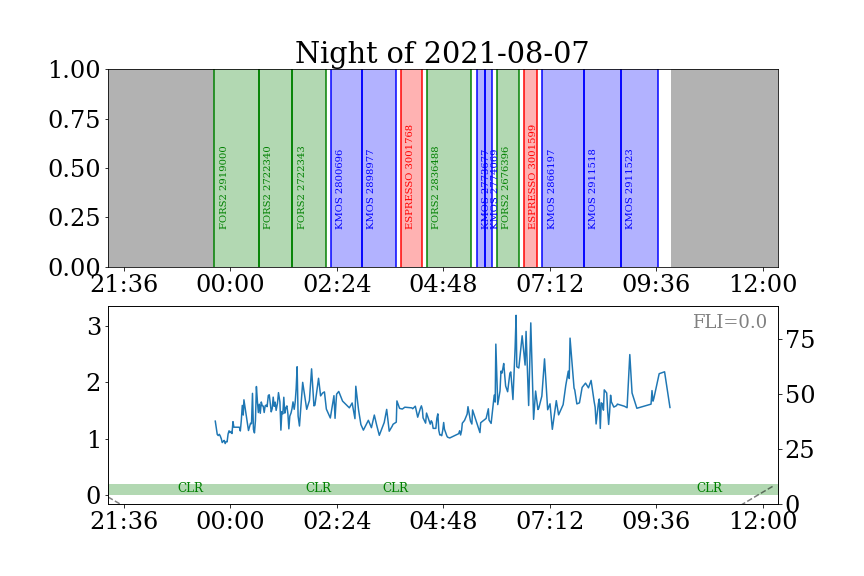 Night of 2021-08-07
1.00
0.75
0.50
0.25
0.00
FORS2 2919000
FORS2 2722340
FORS2 2722343
KMOS 2800696
KMOS 2898977
ESPRESSO 3001768
FORS2 2836488
KMOS 2773677
KMOS 2774009
FORS2 2676396
ESPRESSO 3001599
KMOS 2866197
KMOS 2911518
KMOS 2911523
21:36 00:00 02:24 04:48 07:12 09:36 12:00
FLI=0.0
3
2
1
0
75
50
25
0
CLR CLR CLR CLR
21:36 00:00 02:24 04:48 07:12 09:36 12:00